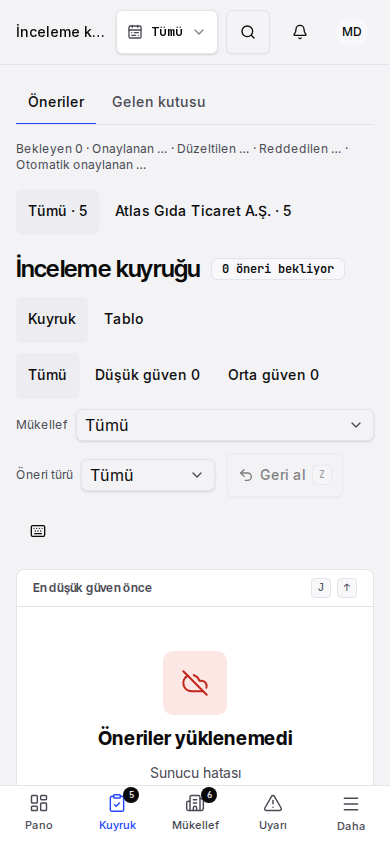 İnceleme k...
Tümü
MD
Öneriler
Gelen kutusu
Bekleyen 0 · Onaylanan ... · Düzeltilen ... · Reddedilen ... ·
Otomatik onaylanan ...
Tümü · 5
Atlas Gıda Ticaret A.Ş. · 5
İnceleme kuyruğu
0 öneri bekliyor
Kuyruk
Tablo
Tümü
Düşük güven 0
Orta güven 0
Mükellef
Tümü
Öneri türü
Tümü
Geri al
Z
En düşük güven önce
J
↑
Öneriler yüklenemedi
Sunucu hatası
5
6
Pano
Kuyruk
Mükellef
Uyarı
Daha